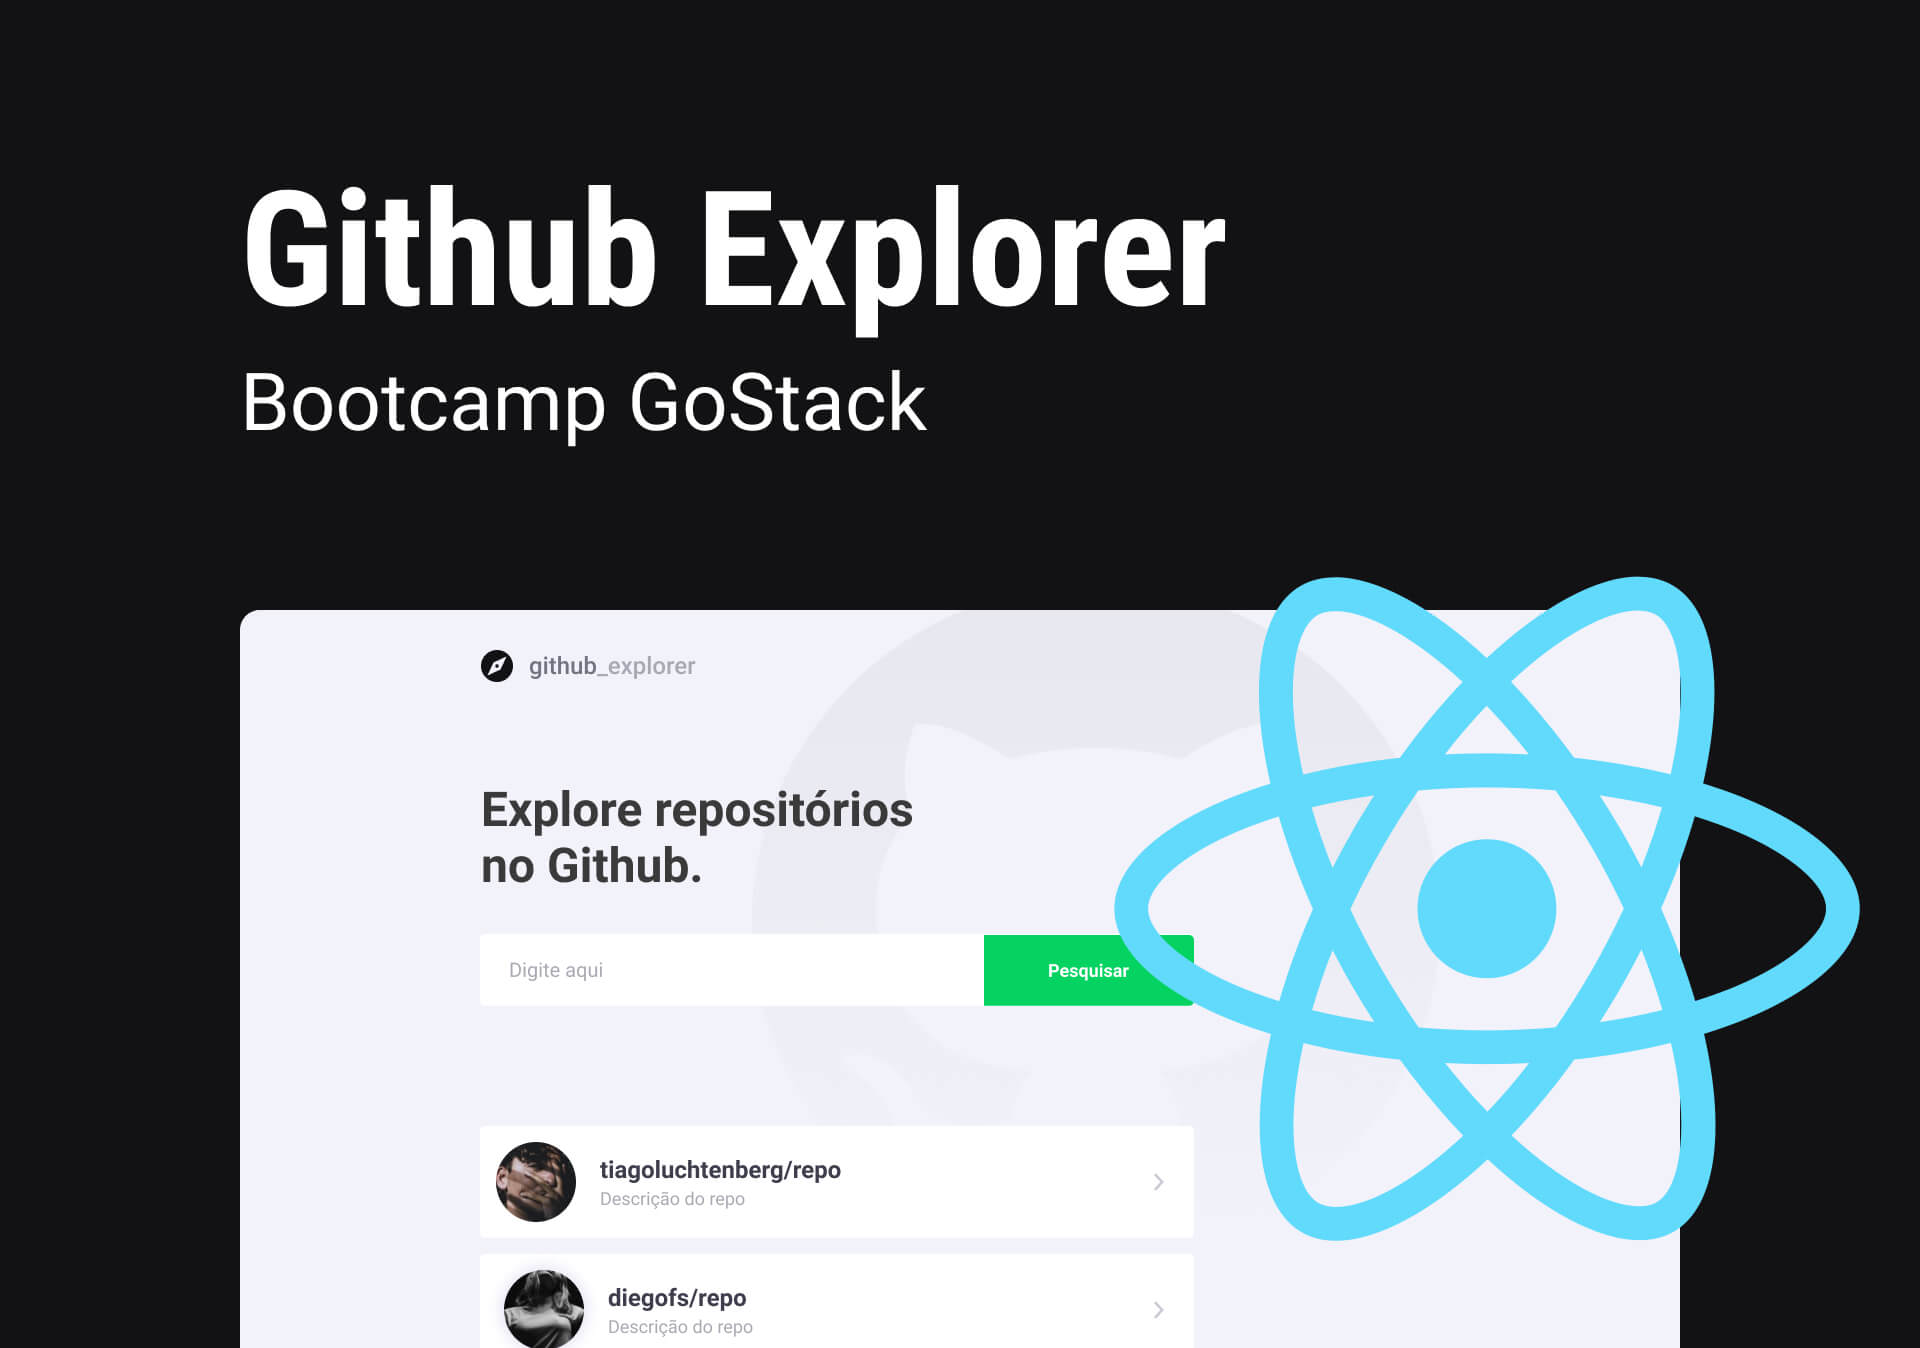 Github Explorer
Bootcamp GoStack
github_explorer
Explore repositórios
no Github.
Digite aqui
Pesquisar
tiagoluchtenberg/repo
Descrição do repo
diegofs/repo
Descrição do repo